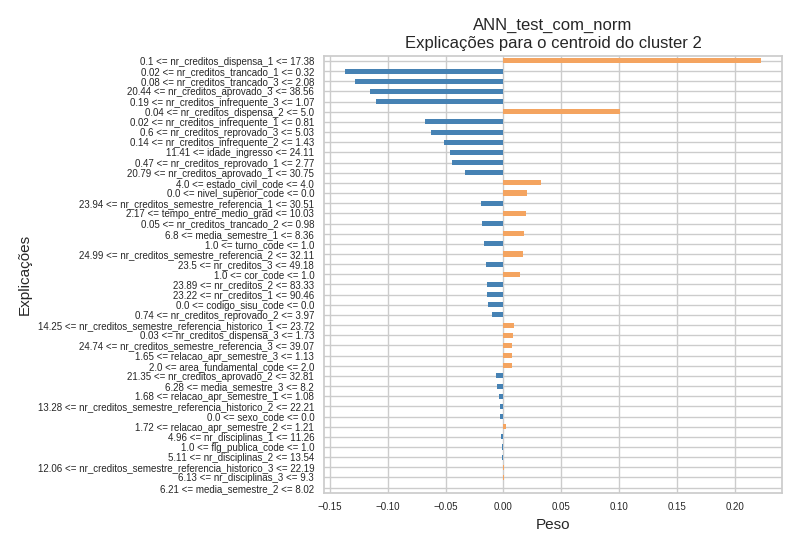 ANN_test_com_norm
Explicações para o centroid do cluster 2
0.1 <= nr_creditos_dispensa_1 <= 17.38
0.02 <= nr_creditos_trancado_1 <= 0.32
0.08 <= nr_creditos_trancado_3 <= 2.08
20.44 <= nr_creditos_aprovado_3 <= 38.56
0.19 <= nr_creditos_infrequente_3 <= 1.07
0.04 <= nr_creditos_dispensa_2 <= 5.0
0.02 <= nr_creditos_infrequente_1 <= 0.81
0.6 <= nr_creditos_reprovado_3 <= 5.03
0.14 <= nr_creditos_infrequente_2 <= 1.43
11.41 <= idade_ingresso <= 24.11
0.47 <= nr_creditos_reprovado_1 <= 2.77
20.79 <= nr_creditos_aprovado_1 <= 30.75
4.0 <= estado_civil_code <= 4.0
0.0 <= nivel_superior_code <= 0.0
23.94 <= nr_creditos_semestre_referencia_1 <= 30.51
2.17 <= tempo_entre_medio_grad <= 10.03
0.05 <= nr_creditos_trancado_2 <= 0.98
6.8 <= media_semestre_1 <= 8.36
1.0 <= turno_code <= 1.0
24.99 <= nr_creditos_semestre_referencia_2 <= 32.11
23.5 <= nr_creditos_3 <= 49.18
1.0 <= cor_code <= 1.0
23.89 <= nr_creditos_2 <= 83.33
23.22 <= nr_creditos_1 <= 90.46
0.0 <= codigo_sisu_code <= 0.0
0.74 <= nr_creditos_reprovado_2 <= 3.97
14.25 <= nr_creditos_semestre_referencia_historico_1 <= 23.72
0.03 <= nr_creditos_dispensa_3 <= 1.73
24.74 <= nr_creditos_semestre_referencia_3 <= 39.07
1.65 <= relacao_apr_semestre_3 <= 1.13
2.0 <= area_fundamental_code <= 2.0
21.35 <= nr_creditos_aprovado_2 <= 32.81
6.28 <= media_semestre_3 <= 8.2
1.68 <= relacao_apr_semestre_1 <= 1.08
13.28 <= nr_creditos_semestre_referencia_historico_2 <= 22.21
0.0 <= sexo_code <= 0.0
1.72 <= relacao_apr_semestre_2 <= 1.21
4.96 <= nr_disciplinas_1 <= 11.26
1.0 <= flg_publica_code <= 1.0
5.11 <= nr_disciplinas_2 <= 13.54
12.06 <= nr_creditos_semestre_referencia_historico_3 <= 22.19
6.13 <= nr_disciplinas_3 <= 9.3
6.21 <= media_semestre_2 <= 8.02
Explicações
−0.15 −0.10 −0.05 0.00 0.05 0.10 0.15 0.20
Peso